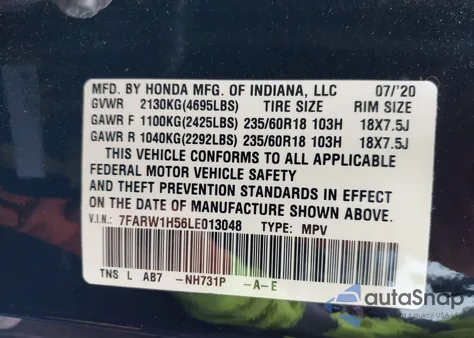 MFD. BY HONDA MFG. OF INDIANA, LLC 07/'20
GVWR 2130KG(4695LBS) TIRE SIZE RIM SIZE
GAWR F 1100KG(2425LBS) 235/60R18 103H 18X7.5J
GAWR R 1040KG(2292LBS) 235/60R18 103H 18X7.5J
THIS VEHICLE CONFORMS TO ALL APPLICABLE
FEDERAL MOTOR VEHICLE SAFETY
AND THEFT PREVENTION STANDARDS IN EFFECT
ON THE DATE OF MANUFACTURE SHOWN ABOVE.
V.I.N.: 7FARW1H56LE013048 TYPE: MPV
TNS L AB7 -NH731P -A-E
autoSnap